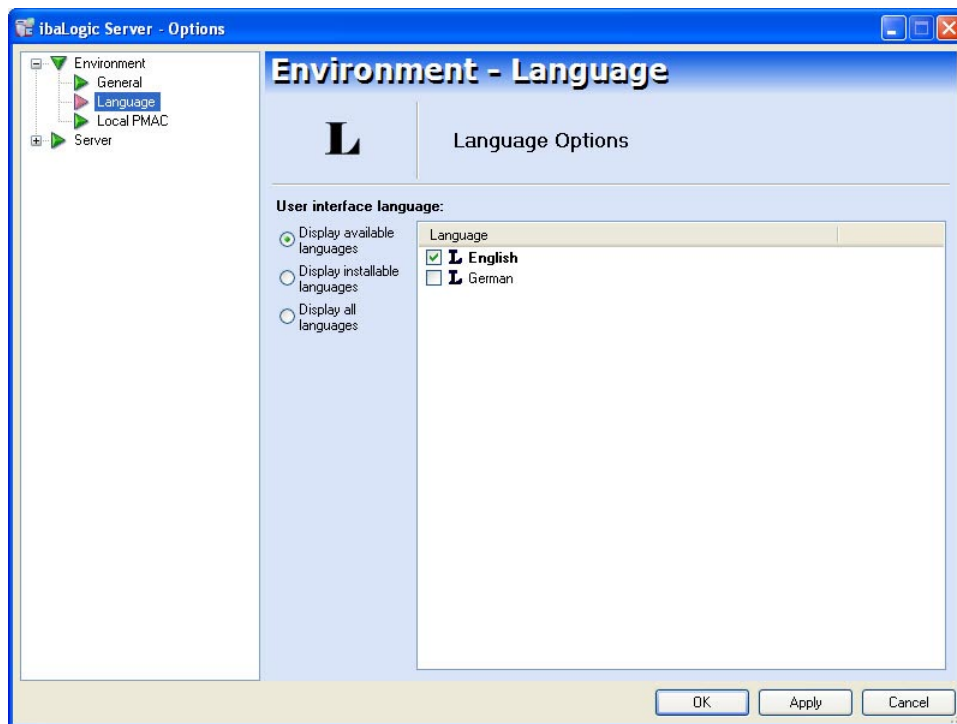 ibaLogic Server - Options
Environment
General
Language
Local PMAC
Server
Environment - Language
L
Language Options
User interface language:
Display available
languages
Display installable
languages
Display all
languages
Language
L English
L German
OK
Apply
Cancel